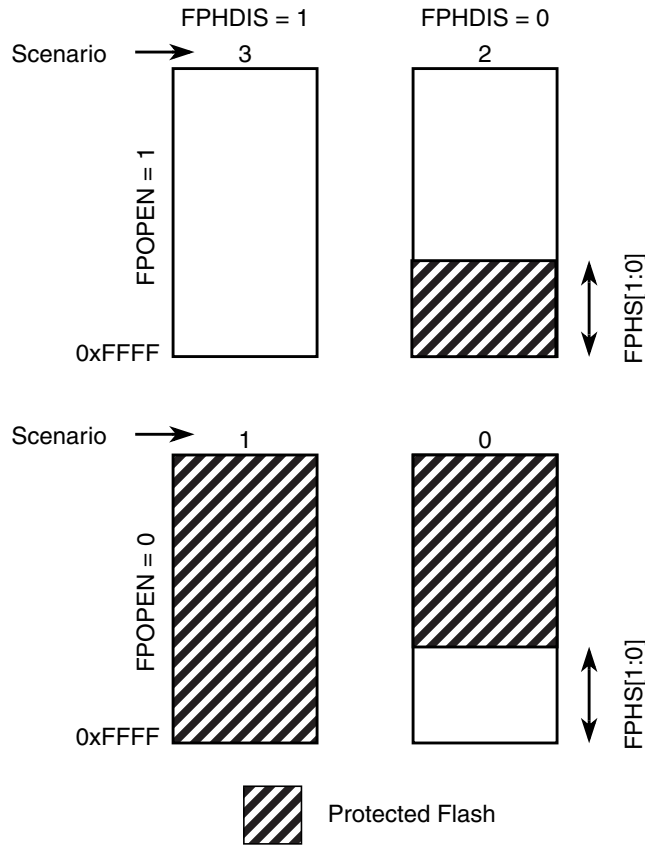 FPHDIS = 1 FPHDIS = 0
Scenario 3 2
FPOPEN = 1
FPHS[1:0]
0xFFFF
Scenario 1 0
FPOPEN = 0
FPHS[1:0]
0xFFFF
Protected Flash